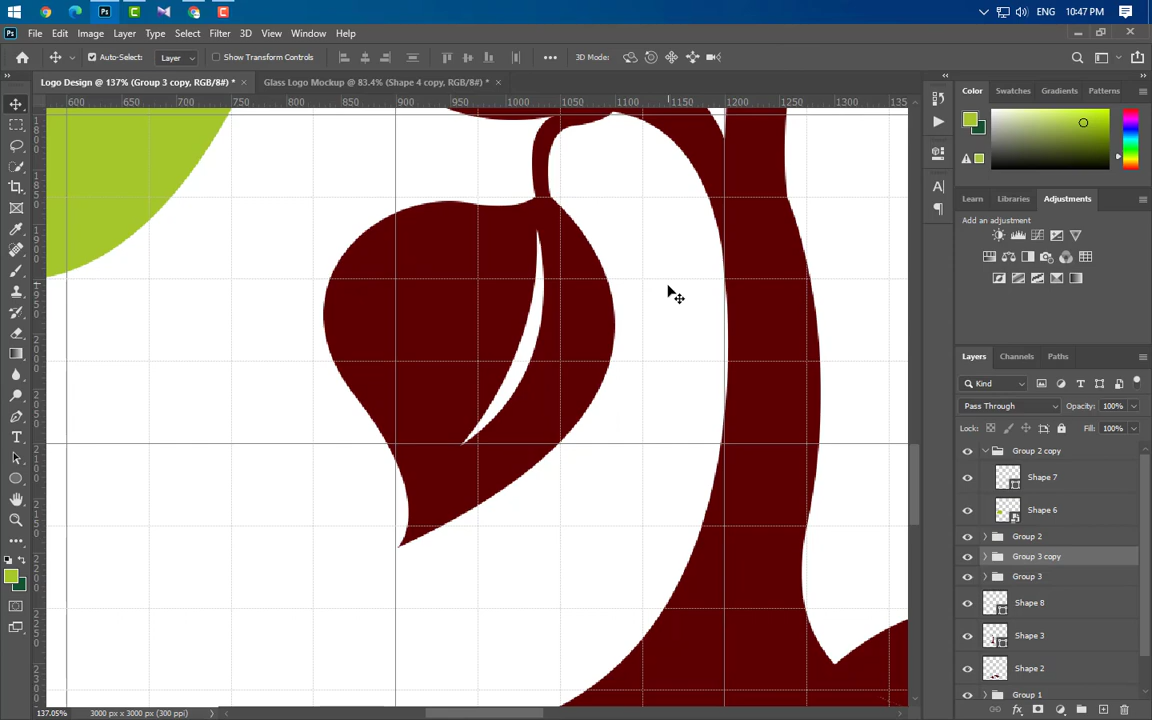 ENG 10:47 PM
File Edit Image Layer Type Select Filter 3D View Window Help
Auto-Select: Layer Show Transform Controls 3D Mode:
Logo Design @ 137% (Group 3 copy, RGB/8#) * × Glass Logo Mockup @ 83.4% (Shape 4 copy, RGB/8#) * ×
600 650 700 750 800 850 900 950 1000 1050 1100 1150 1200 1250 1300 135
Color Swatches Gradients Patterns
Learn Libraries Adjustments
Add an adjustment
Layers Channels Paths
Kind
Pass Through Opacity: 100%
Lock: Fill: 100%
Group 2 copy
Shape 7
Shape 6
Group 2
Group 3 copy
Group 3
Shape 8
Shape 3
Shape 2
Group 1
137.05% 3000 px x 3000 px (300 ppi)